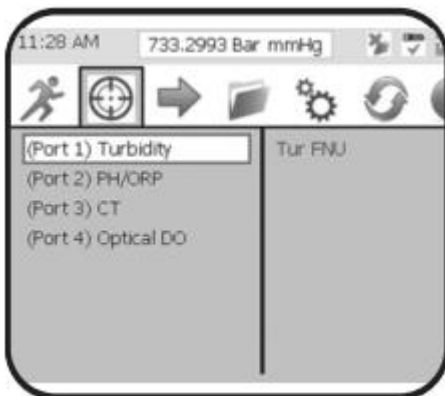 11:28 AM 733.2993 Bar mmHg
(Port 1) Turbidity
Tur FNU
(Port 2) PH/ORP
(Port 3) CT
(Port 4) Optical DO